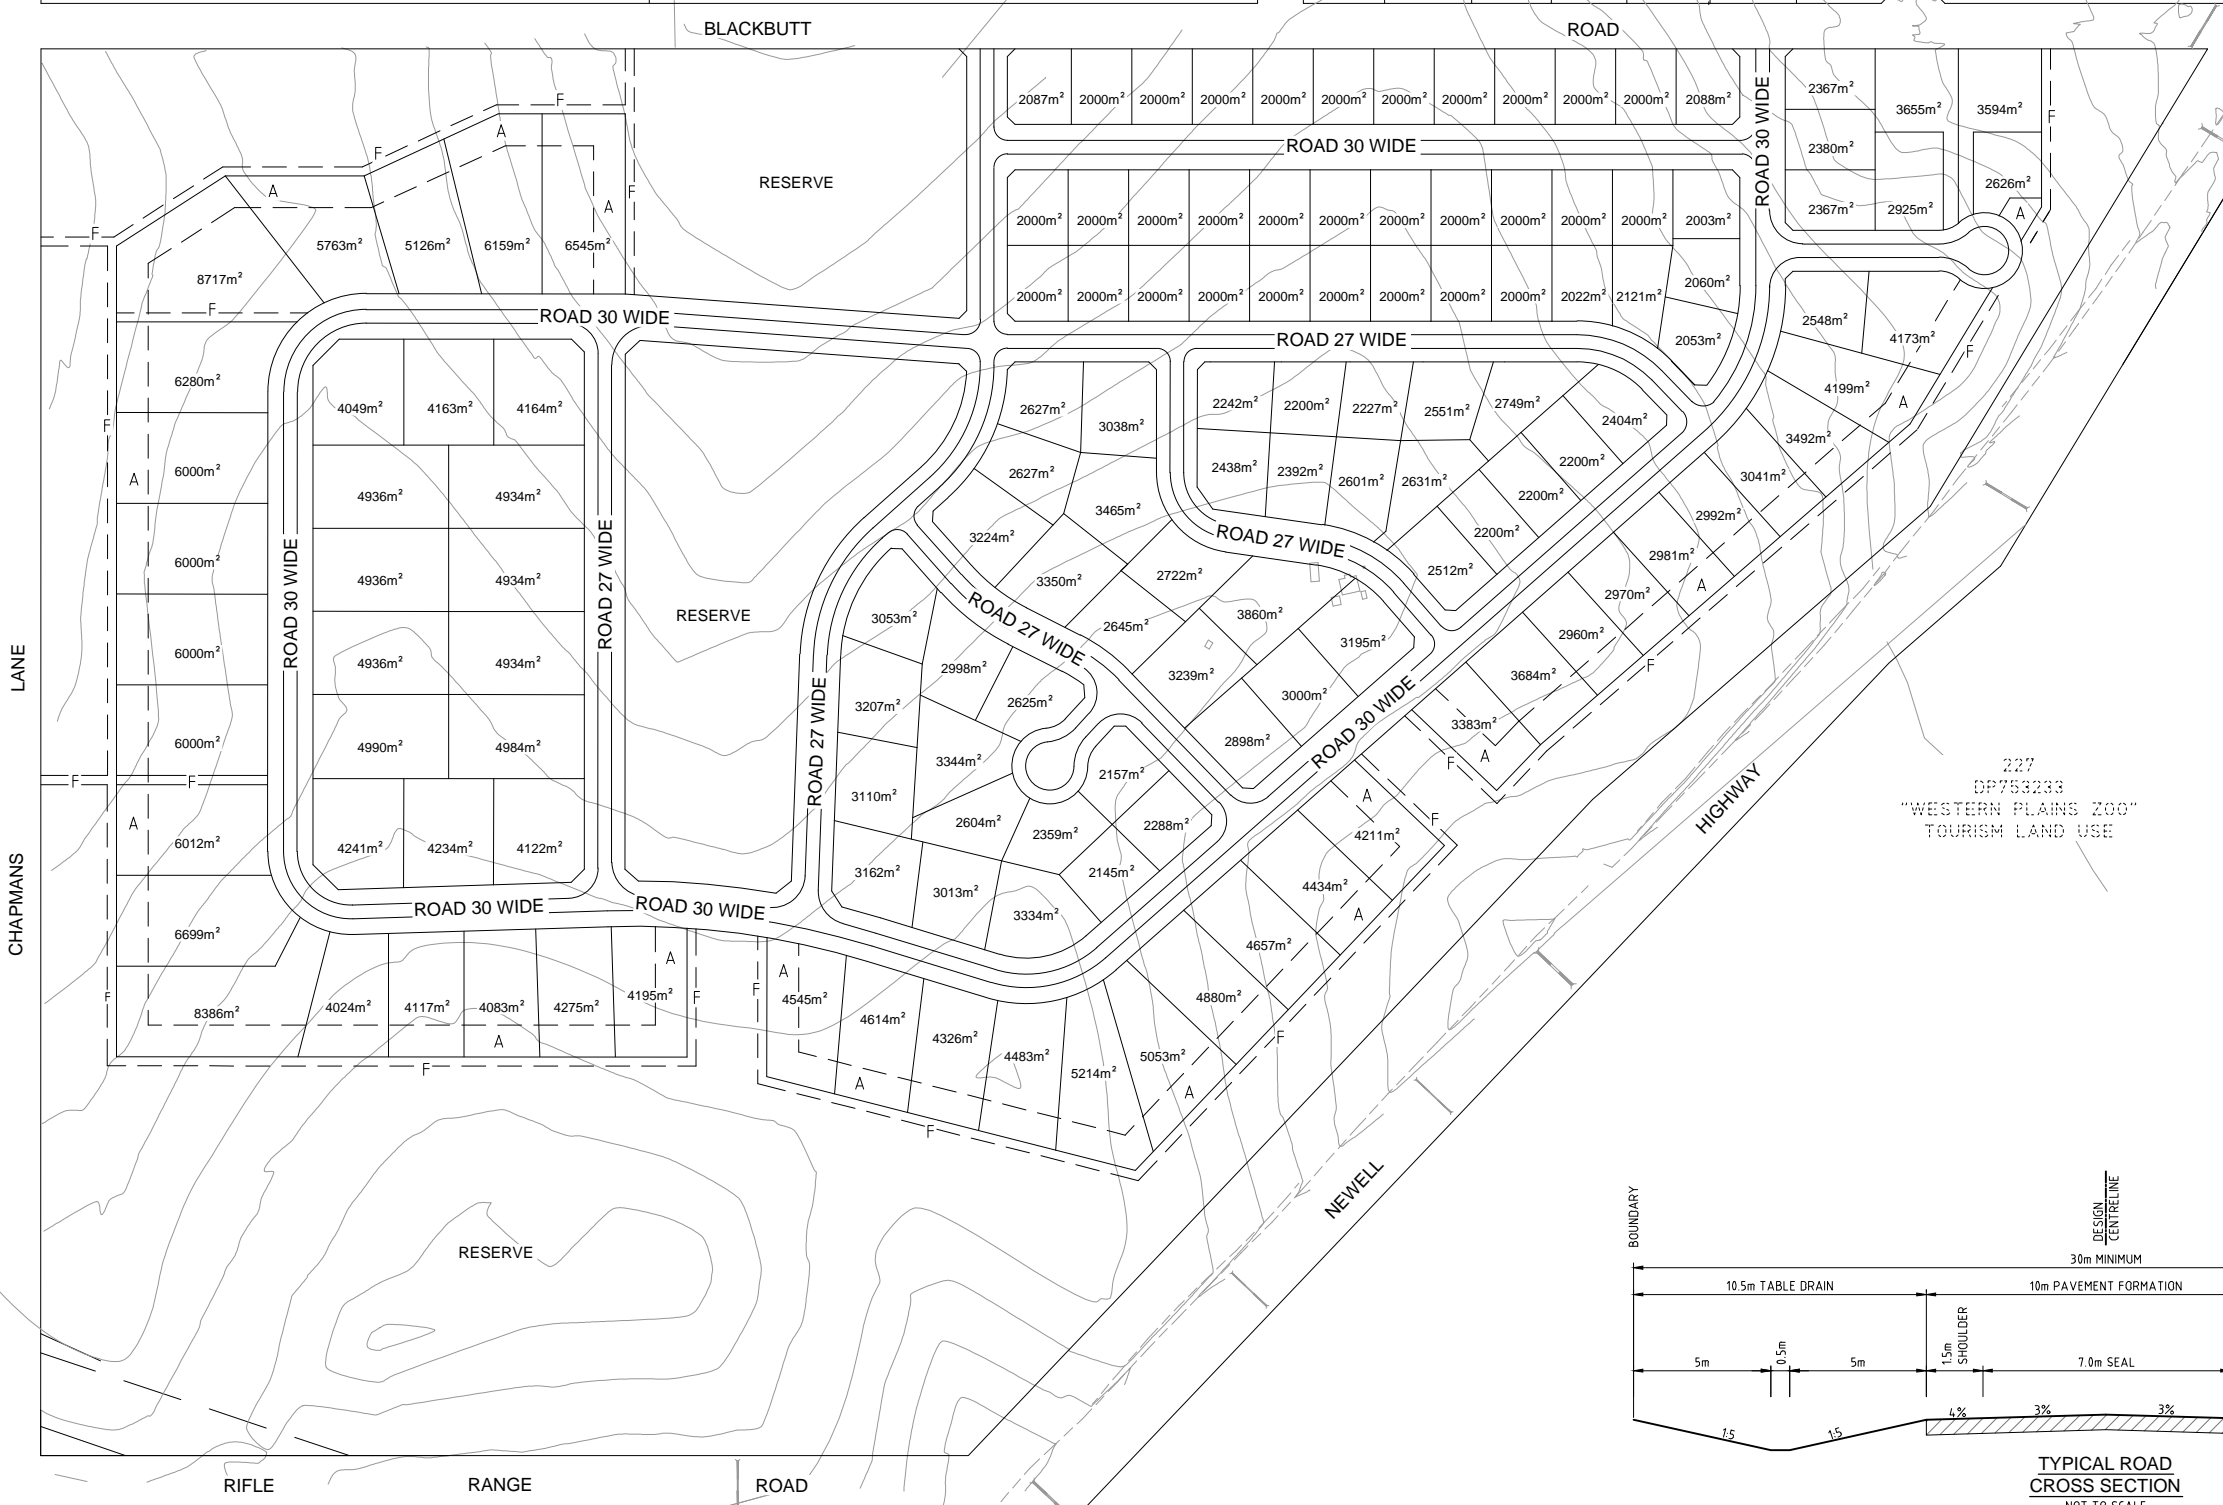 BLACKBUTT ROAD
2087m² 2000m² 2000m² 2000m² 2000m² 2000m² 2000m² 2000m² 2000m² 2000m² 2000m² 2088m²
ROAD 30 WIDE
ROAD 30 WIDE
2367m² 3655m² 3594m² F
2380m²
2626m²
2367m² 2925m² A
RESERVE
2000m² 2000m² 2000m² 2000m² 2000m² 2000m² 2000m² 2000m² 2000m² 2000m² 2000m² 2003m²
2000m² 2000m² 2000m² 2000m² 2000m² 2000m² 2000m² 2000m² 2000m² 2022m² 2121m² 2060m²
2053m²
F A
F
A A F
F
8717m² 5763m² 5126m² 6159m² 6545m²
F
ROAD 30 WIDE
ROAD 27 WIDE
2548m² 4173m² F
4199m² A
6280m²
F
6000m²
A
6000m²
6000m²
6000m²
F F
A
6012m²
6699m²
F
8386m²
ROAD 30 WIDE
4049m² 4163m² 4164m²
4936m² 4934m²
4936m² 4934m²
4936m² 4934m²
4990m² 4984m²
4241m² 4234m² 4122m²
ROAD 27 WIDE
ROAD 30 WIDE
ROAD 30 WIDE
RESERVE
2627m² 3038m²
2627m² 3465m²
3224m² 3350m² 2722m²
2645m² 3860m²
3239m² 3195m²
3000m²
2898m²
2242m² 2200m² 2227m² 2551m² 2749m² 2404m²
2438m² 2392m² 2601m² 2631m² 2200m²
2200m²
2200m²
2512m²
ROAD 27 WIDE
ROAD 27 WIDE
ROAD 27 WIDE
ROAD 30 WIDE
3492m²
3041m²
2992m²
2981m²
A
2970m²
2960m²
F
3684m²
3383m²
F A
3053m²
2998m²
3207m² 2625m²
3344m²
3110m² 2157m²
2604m² 2359m² 2288m²
3162m² 2145m²
3013m²
3334m²
A F
4211m²
4434m²
A
4657m²
4880m²
F
5053m²
A
4024m² 4117m² 4083m² 4275m² 4195m² A F
A
F
F A
4545m²
4614m² 4326m² 4483m² 5214m²
A
F
LANE
CHAPMANS
RESERVE
NEWELL HIGHWAY
227
DP753233
"WESTERN PLAINS ZOO"
TOURISM LAND USE
RIFLE RANGE ROAD
BOUNDARY
DESIGN
CENTRELINE
30m MINIMUM
10.5m TABLE DRAIN 10m PAVEMENT FORMATION
5m 0.5m 5m 1.5m SHOULDER 7.0m SEAL
1:5 1:5 4% 3% 3%
TYPICAL ROAD
CROSS SECTION
NOT TO SCALE